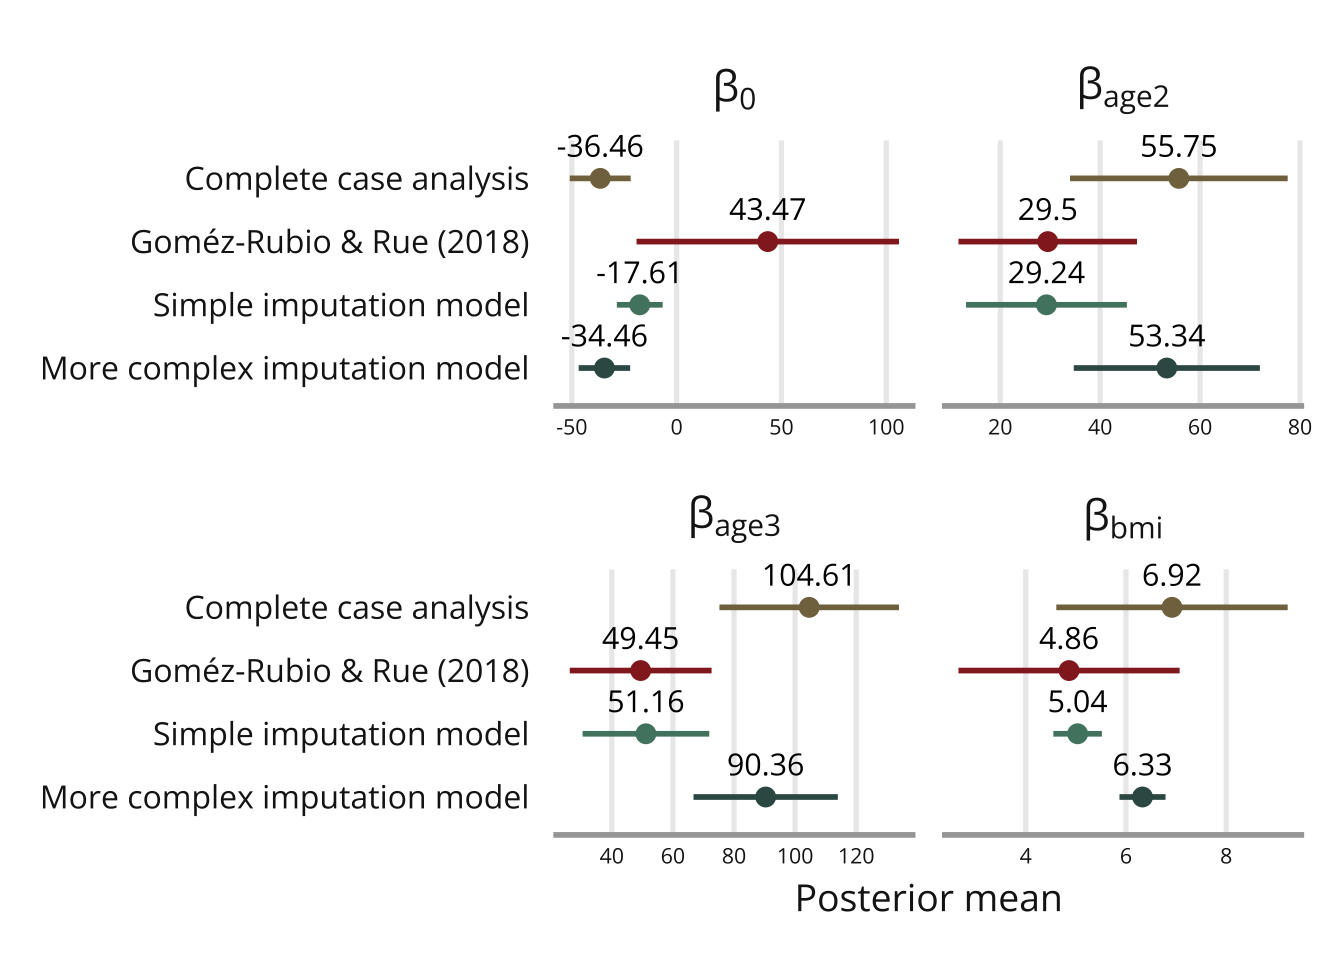 β0
βage2
Complete case analysis
-36.46
55.75
Goméz-Rubio & Rue (2018)
43.47
29.5
Simple imputation model
-17.61
29.24
More complex imputation model
-34.46
53.34
-50 0 50 100
20 40 60 80
βage3
βbmi
Complete case analysis
104.61
6.92
Goméz-Rubio & Rue (2018)
49.45
4.86
Simple imputation model
51.16
5.04
More complex imputation model
90.36
6.33
40 60 80 100 120
4 6 8
Posterior mean